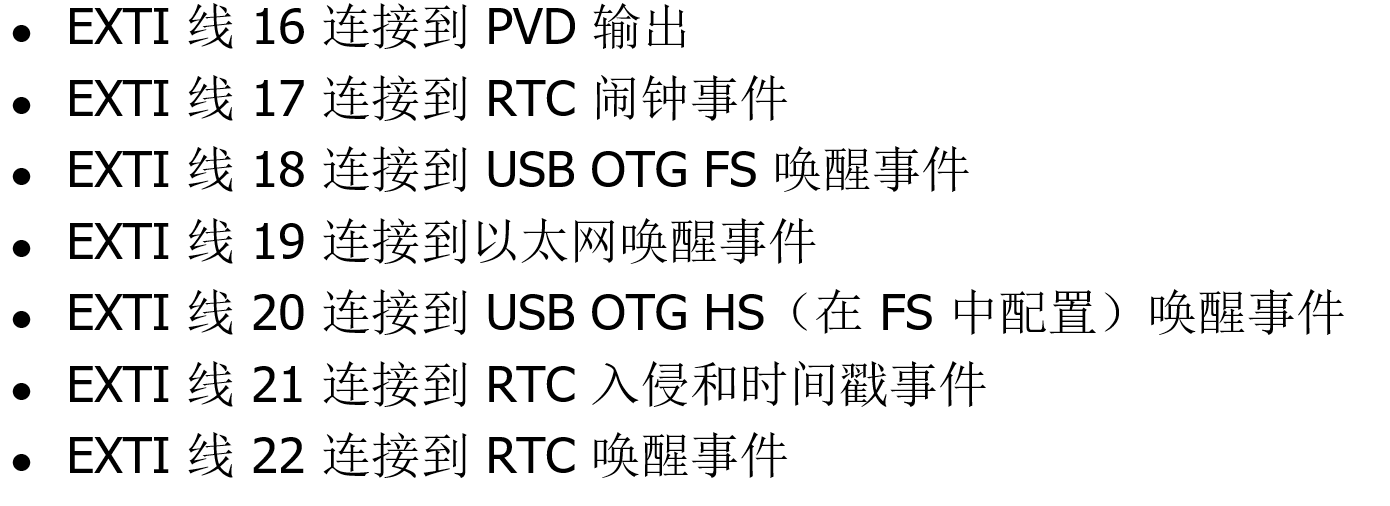 ● EXTI 线 16 连接到 PVD 输出
● EXTI 线 17 连接到 RTC 闹钟事件
● EXTI 线 18 连接到 USB OTG FS 唤醒事件
● EXTI 线 19 连接到以太网唤醒事件
● EXTI 线 20 连接到 USB OTG HS（在 FS 中配置）唤醒事件
● EXTI 线 21 连接到 RTC 入侵和时间戳事件
● EXTI 线 22 连接到 RTC 唤醒事件